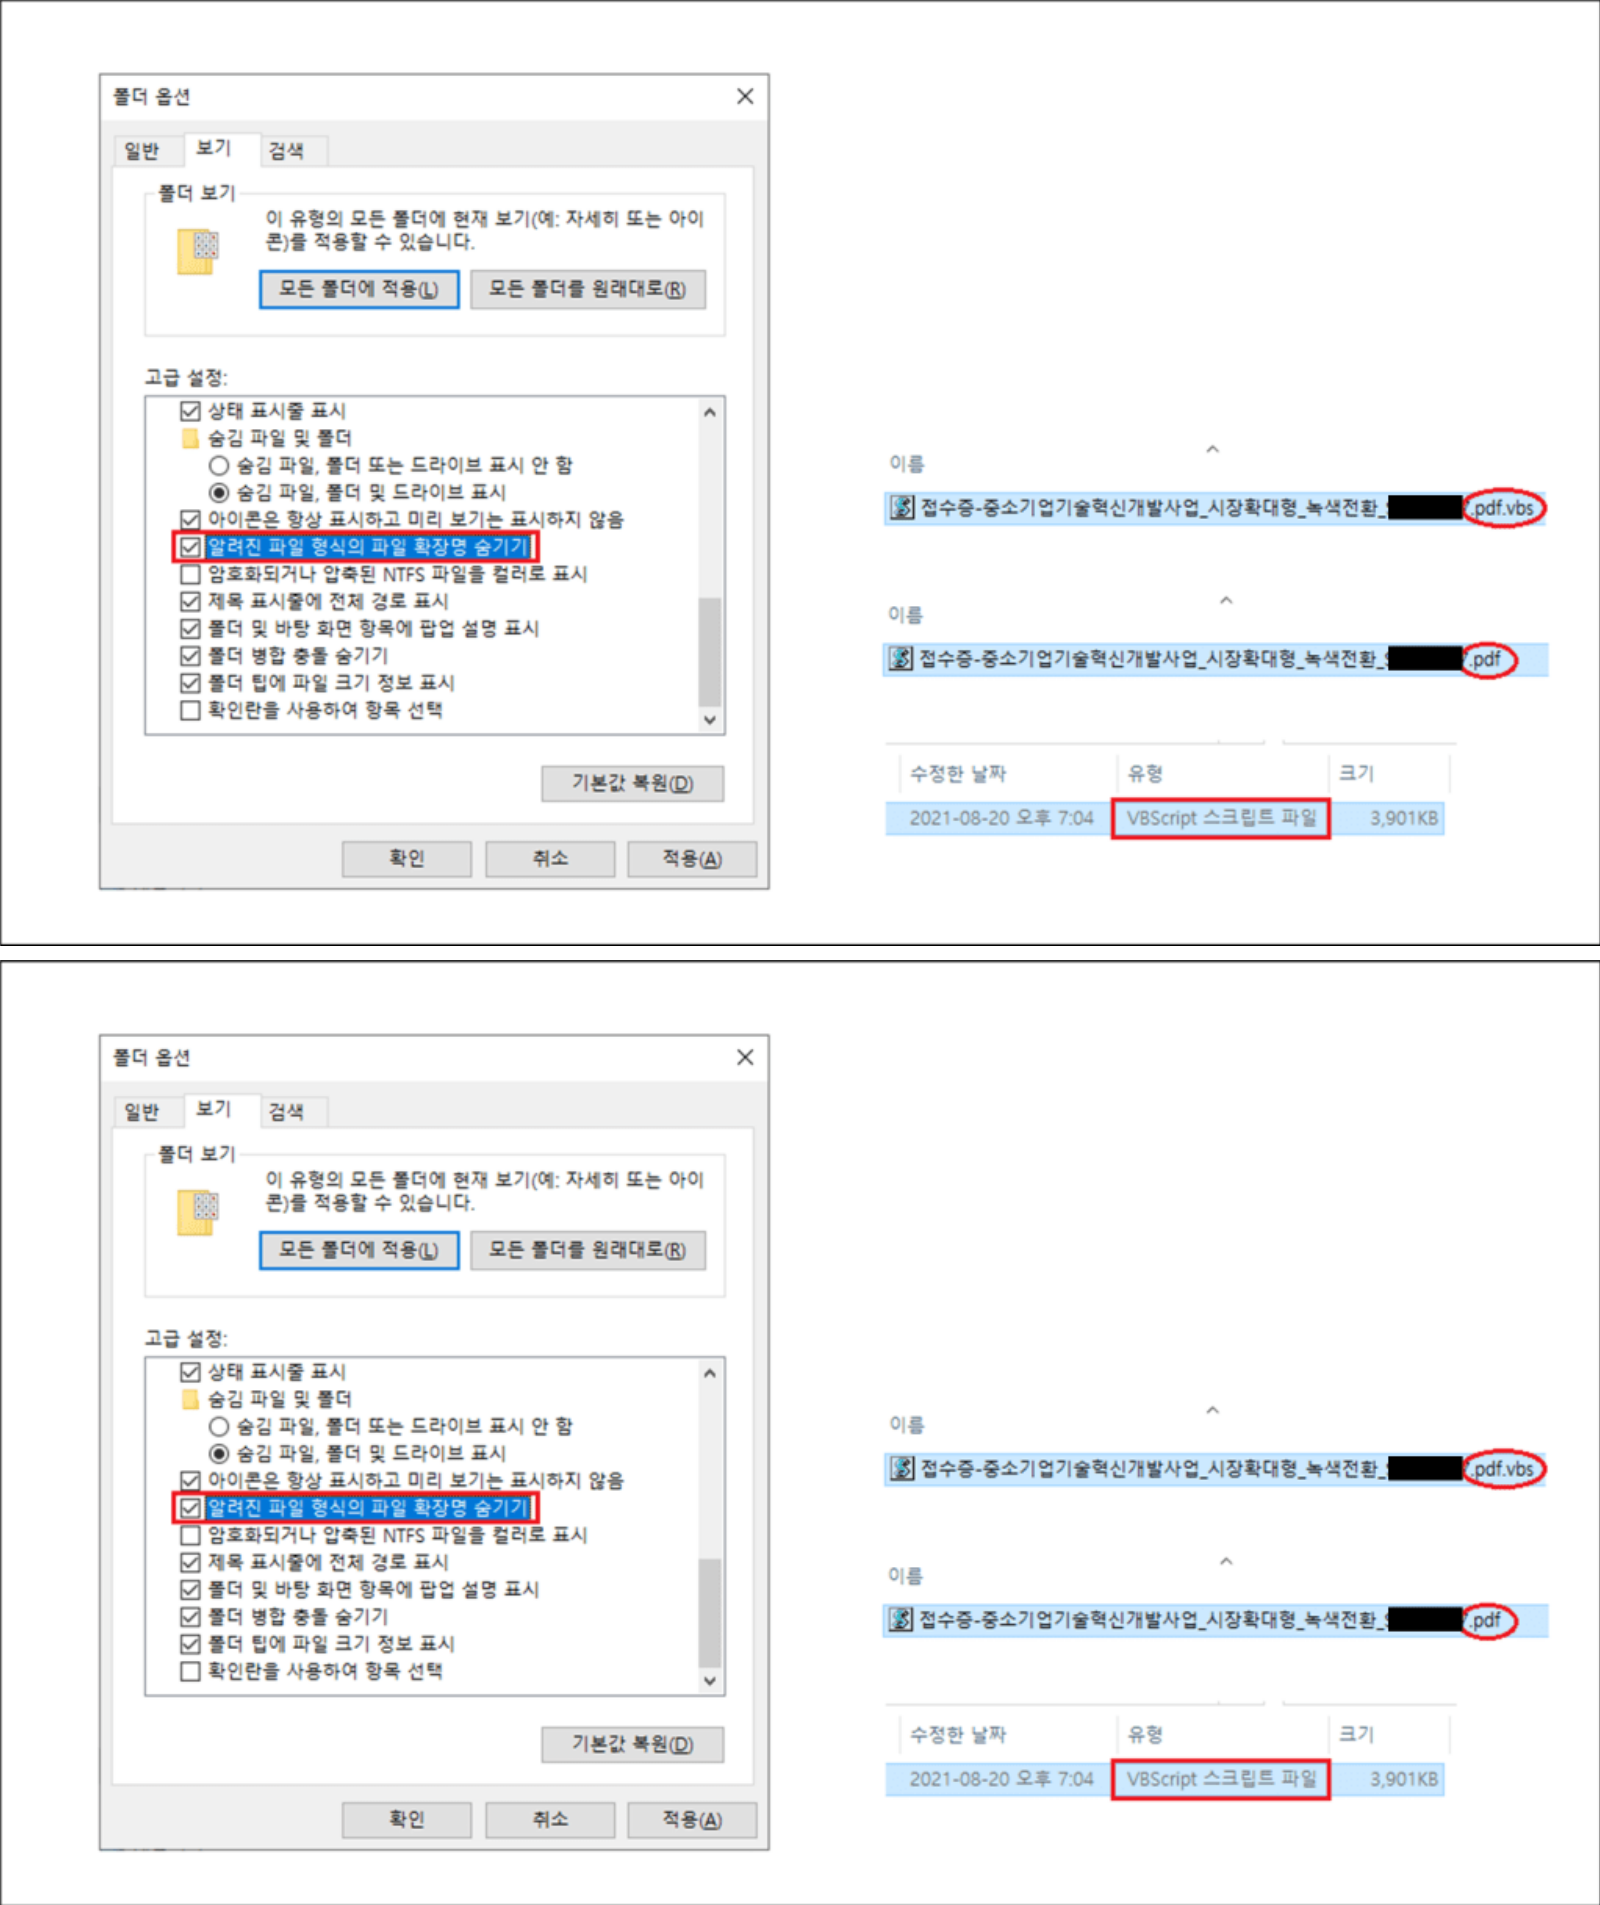 폴더 옵션
일반 보기 검색
폴더 보기
이 유형의 모든 폴더에 현재 보기(예: 자세히 또는 아이
콘)를 적용할 수 있습니다.
모든 폴더에 적용(L) 모든 폴더를 원래대로(R)
고급 설정:
상태 표시줄 표시
숨김 파일 및 폴더
숨김 파일, 폴더 또는 드라이브 표시 안 함
숨김 파일, 폴더 및 드라이브 표시
아이콘은 항상 표시하고 미리 보기는 표시하지 않음
알려진 파일 형식의 파일 확장명 숨기기
암호화되거나 압축된 NTFS 파일을 컬러로 표시
제목 표시줄에 전체 경로 표시
폴더 및 바탕 화면 항목에 팝업 설명 표시
폴더 병합 충돌 숨기기
폴더 팁에 파일 크기 정보 표시
확인란을 사용하여 항목 선택
기본값 복원(D)
확인 취소 적용(A)
이름
접수증-중소기업기술혁신개발사업_시장확대형_녹색전환_ .pdf.vbs
이름
접수증-중소기업기술혁신개발사업_시장확대형_녹색전환_ .pdf
수정한 날짜 유형 크기
2021-08-20 오후 7:04 VBScript 스크립트 파일 3,901KB
폴더 옵션
일반 보기 검색
폴더 보기
이 유형의 모든 폴더에 현재 보기(예: 자세히 또는 아이
콘)를 적용할 수 있습니다.
모든 폴더에 적용(L) 모든 폴더를 원래대로(R)
고급 설정:
상태 표시줄 표시
숨김 파일 및 폴더
숨김 파일, 폴더 또는 드라이브 표시 안 함
숨김 파일, 폴더 및 드라이브 표시
아이콘은 항상 표시하고 미리 보기는 표시하지 않음
알려진 파일 형식의 파일 확장명 숨기기
암호화되거나 압축된 NTFS 파일을 컬러로 표시
제목 표시줄에 전체 경로 표시
폴더 및 바탕 화면 항목에 팝업 설명 표시
폴더 병합 충돌 숨기기
폴더 팁에 파일 크기 정보 표시
확인란을 사용하여 항목 선택
기본값 복원(D)
확인 취소 적용(A)
이름
접수증-중소기업기술혁신개발사업_시장확대형_녹색전환_ .pdf.vbs
이름
접수증-중소기업기술혁신개발사업_시장확대형_녹색전환_ .pdf
수정한 날짜 유형 크기
2021-08-20 오후 7:04 VBScript 스크립트 파일 3,901KB